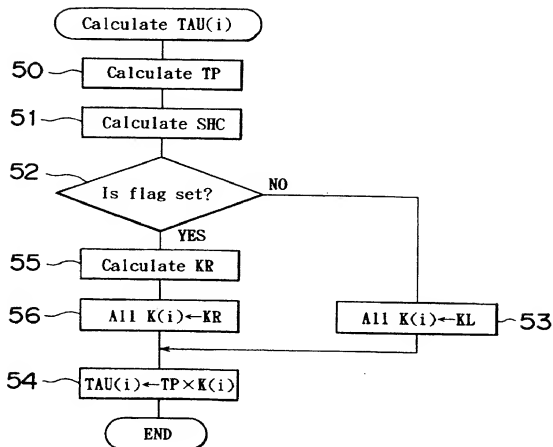 Calculate TAU(i)
50
Calculate TP
51
Calculate SHC
52
Is flag set?
NO
YES
55
Calculate KR
56
All K(i)←KR
All K(i)←KL
53
54
TAU(i)←TP×K(i)
END